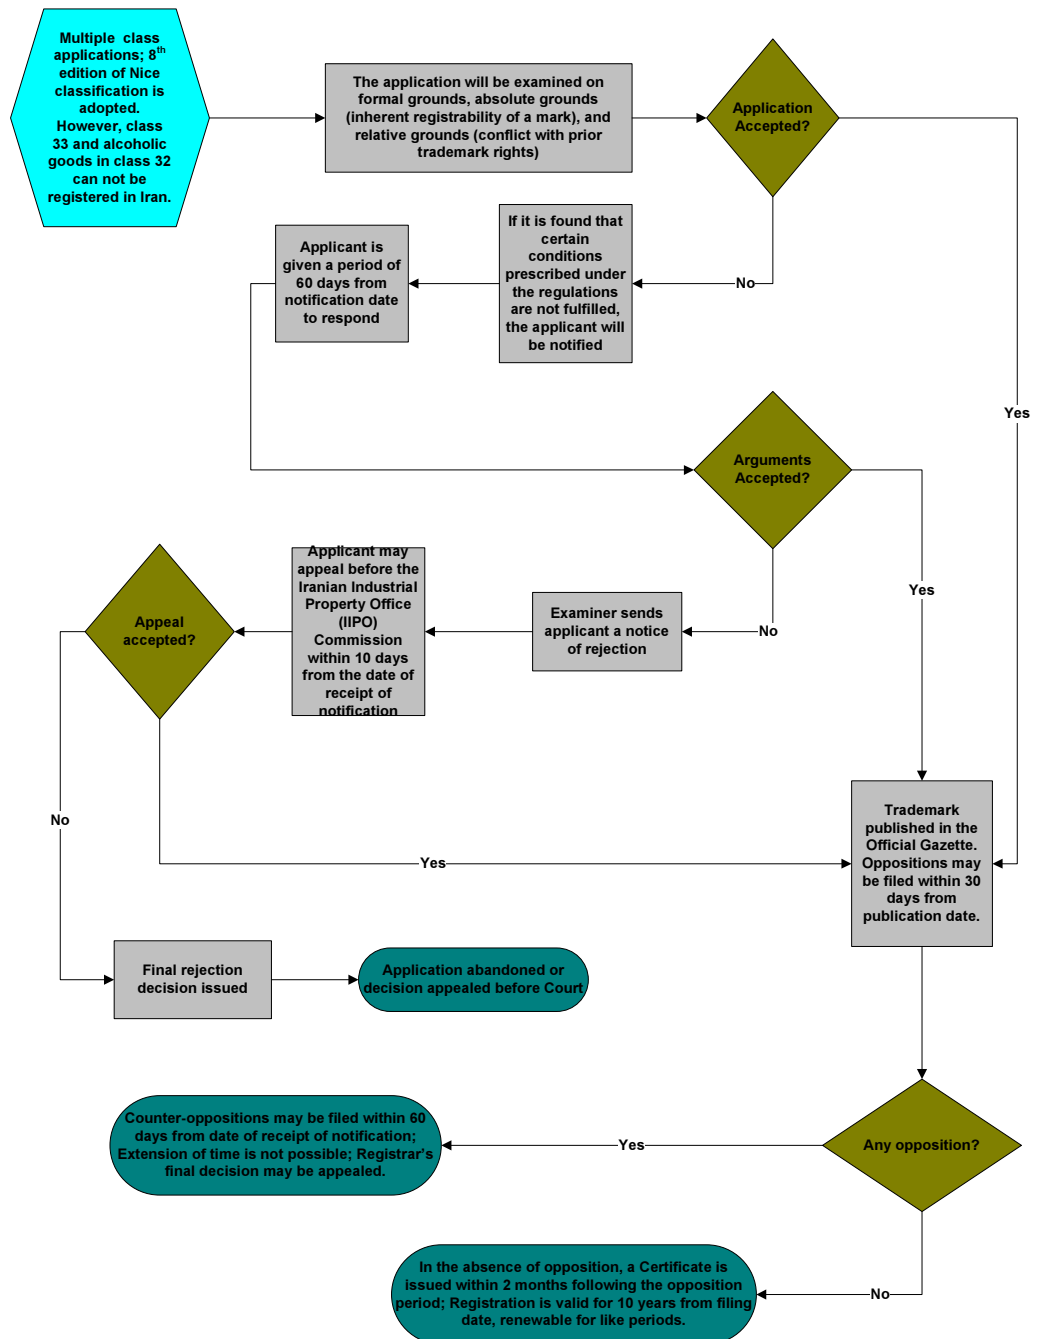 Multiple class
applications; 8th
edition of Nice
classification is
adopted.
However, class
33 and alcoholic
goods in class 32
can not be
registered in Iran.
The application will be examined on
formal grounds, absolute grounds
(inherent registrability of a mark), and
relative grounds (conflict with prior
trademark rights)
Application
Accepted?
Yes
No
If it is found that
certain
conditions
prescribed under
the regulations
are not fulfilled,
the applicant will
be notified
Applicant is
given a period of
60 days from
notification date
to respond
Arguments
Accepted?
Yes
No
Examiner sends
applicant a notice
of rejection
Applicant may
appeal before the
Iranian Industrial
Property Office
(IIPO)
Commission
within 10 days
from the date of
receipt of
notification
Appeal
accepted?
No
Yes
Trademark
published in the
Official Gazette.
Oppositions may
be filed within 30
days from
publication date.
Final rejection
decision issued
Application abandoned or
decision appealed before Court
Any opposition?
Yes
Counter-oppositions may be filed within 60
days from date of receipt of notification;
Extension of time is not possible; Registrar's
final decision may be appealed.
No
In the absence of opposition, a Certificate is
issued within 2 months following the opposition
period; Registration is valid for 10 years from filing
date, renewable for like periods.